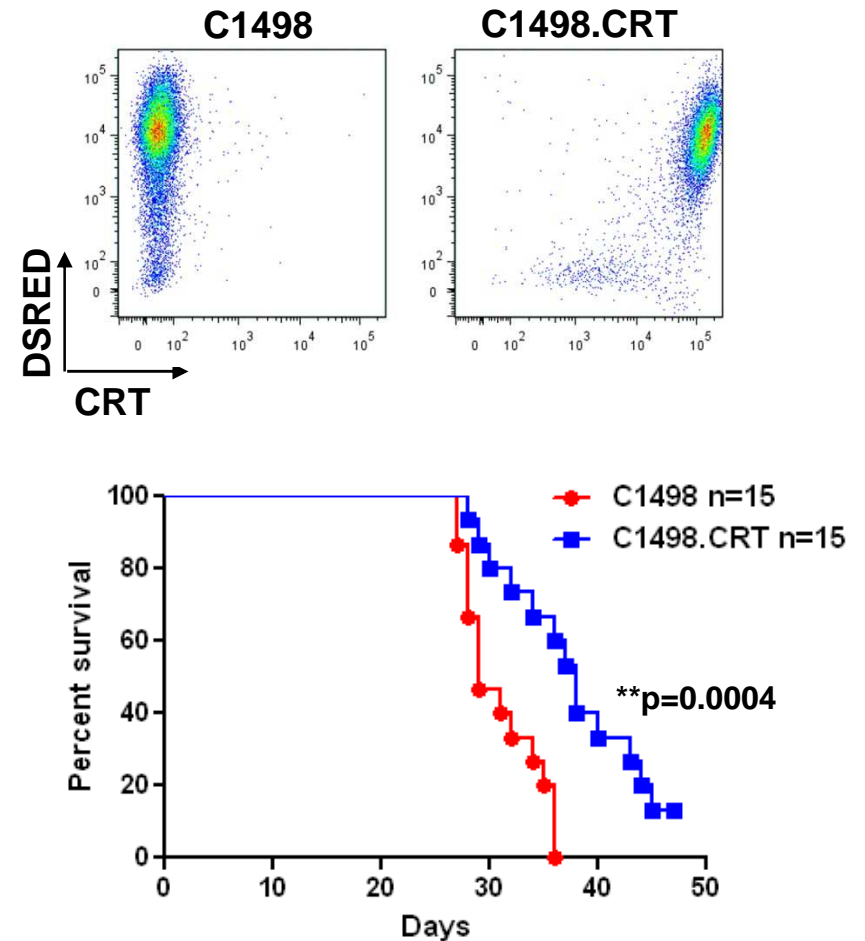 C1498 C1498.CRT
10^5 10^5
10^4 10^4
10^3 10^3
10^2 10^2
0 0
0 10^2 10^3 10^4 10^5 0 10^2 10^3 10^4 10^5
DSRED
CRT
100
80
60
40
20
0
Percent survival
C1498 n=15
C1498.CRT n=15
**p=0.0004
0 10 20 30 40 50
Days